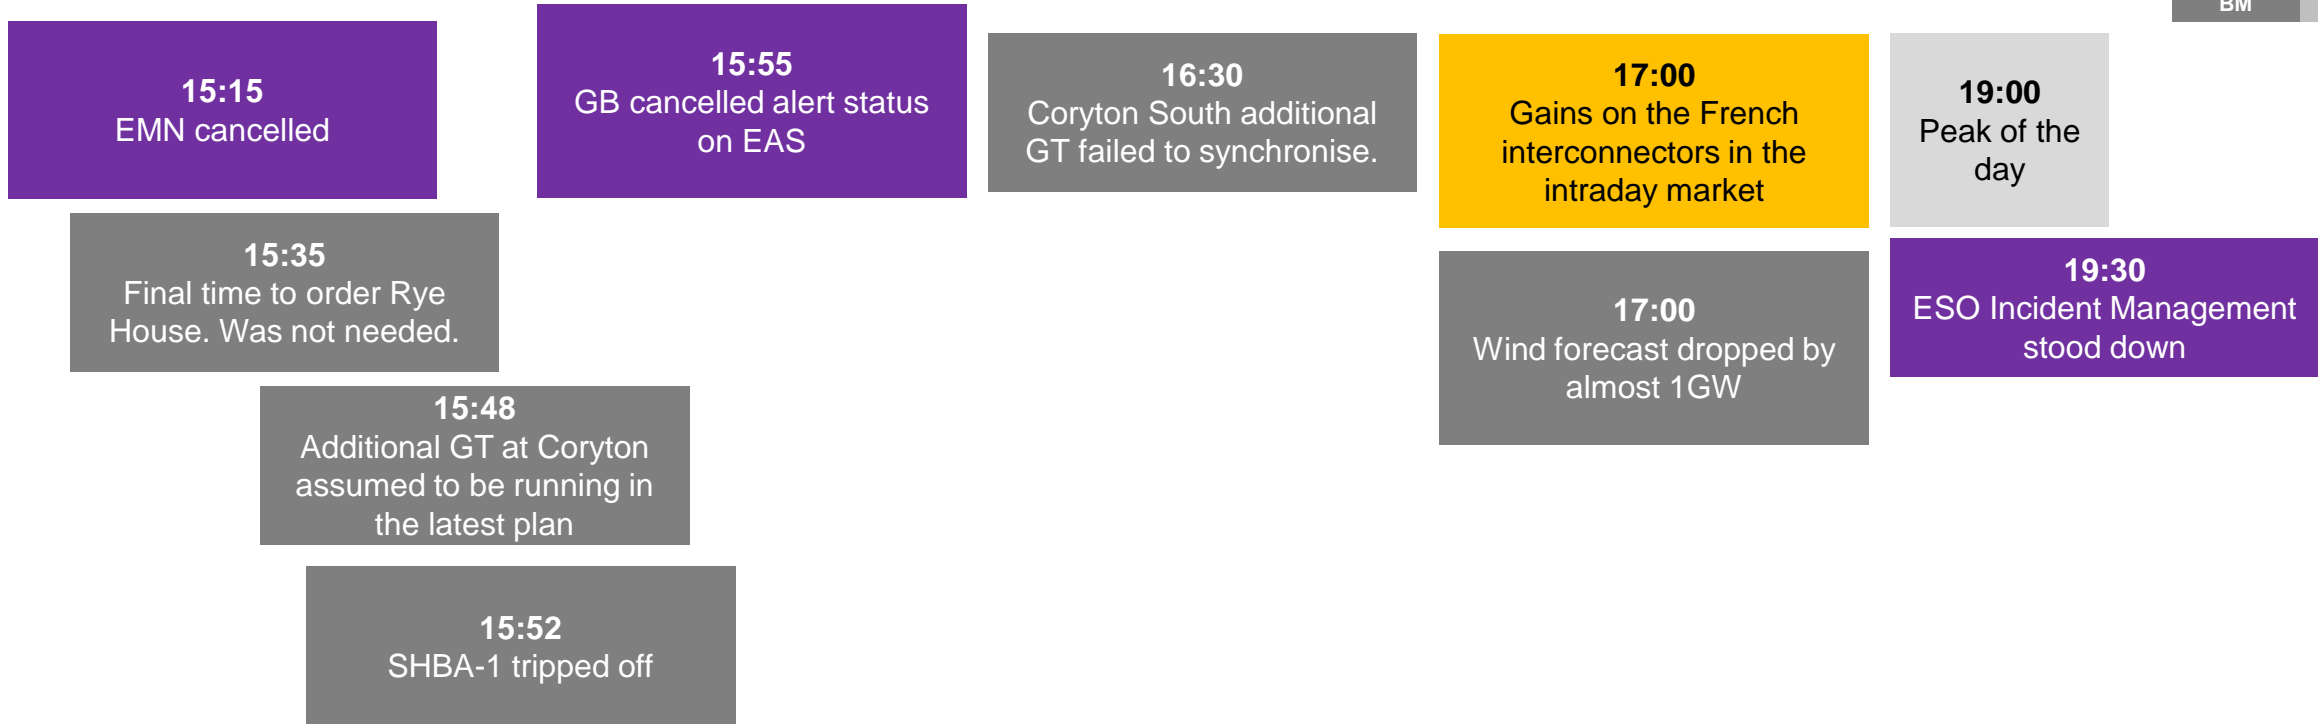 BM
15:15
EMN cancelled
15:55
GB cancelled alert status
on EAS
16:30
Coryton South additional
GT failed to synchronise.
17:00
Gains on the French
interconnectors in the
intraday market
19:00
Peak of the
day
15:35
Final time to order Rye
House. Was not needed.
17:00
Wind forecast dropped by
almost 1GW
19:30
ESO Incident Management
stood down
15:48
Additional GT at Coryton
assumed to be running in
the latest plan
15:52
SHBA-1 tripped off